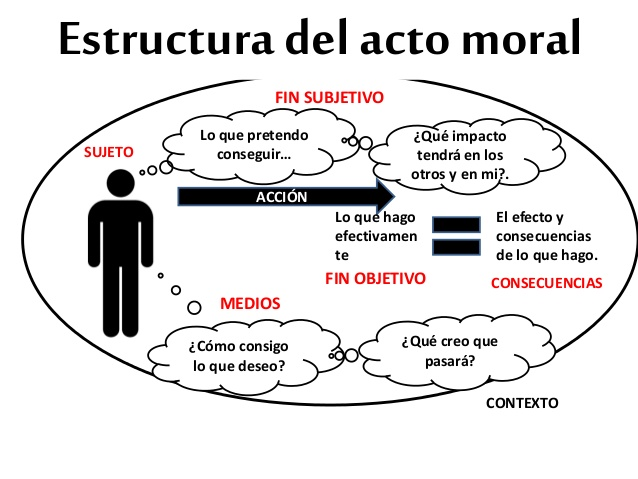 Estructura del acto moral
FIN SUBJETIVO
SUJETO
Lo que pretendo
conseguir...
¿Qué impacto
tendrá en los
otros y en mi?.
ACCIÓN
Lo que hago
efectivamen
te
El efecto y
consecuencias
de lo que hago.
FIN OBJETIVO
CONSECUENCIAS
MEDIOS
¿Cómo consigo
lo que deseo?
¿Qué creo que
pasará?
CONTEXTO